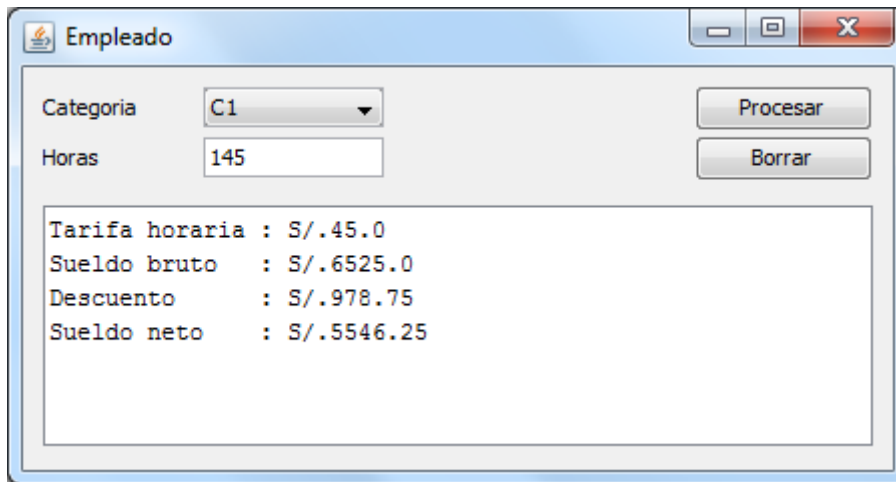 Empleado
Categoria C1 Procesar
Horas 145 Borrar
Tarifa horaria : S/.45.0
Sueldo bruto : S/.6525.0
Descuento : S/.978.75
Sueldo neto : S/.5546.25